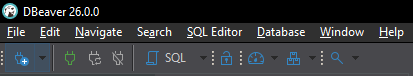 DBeaver 26.0.0
File Edit Navigate Search SQL Editor Database Window Help
SQL